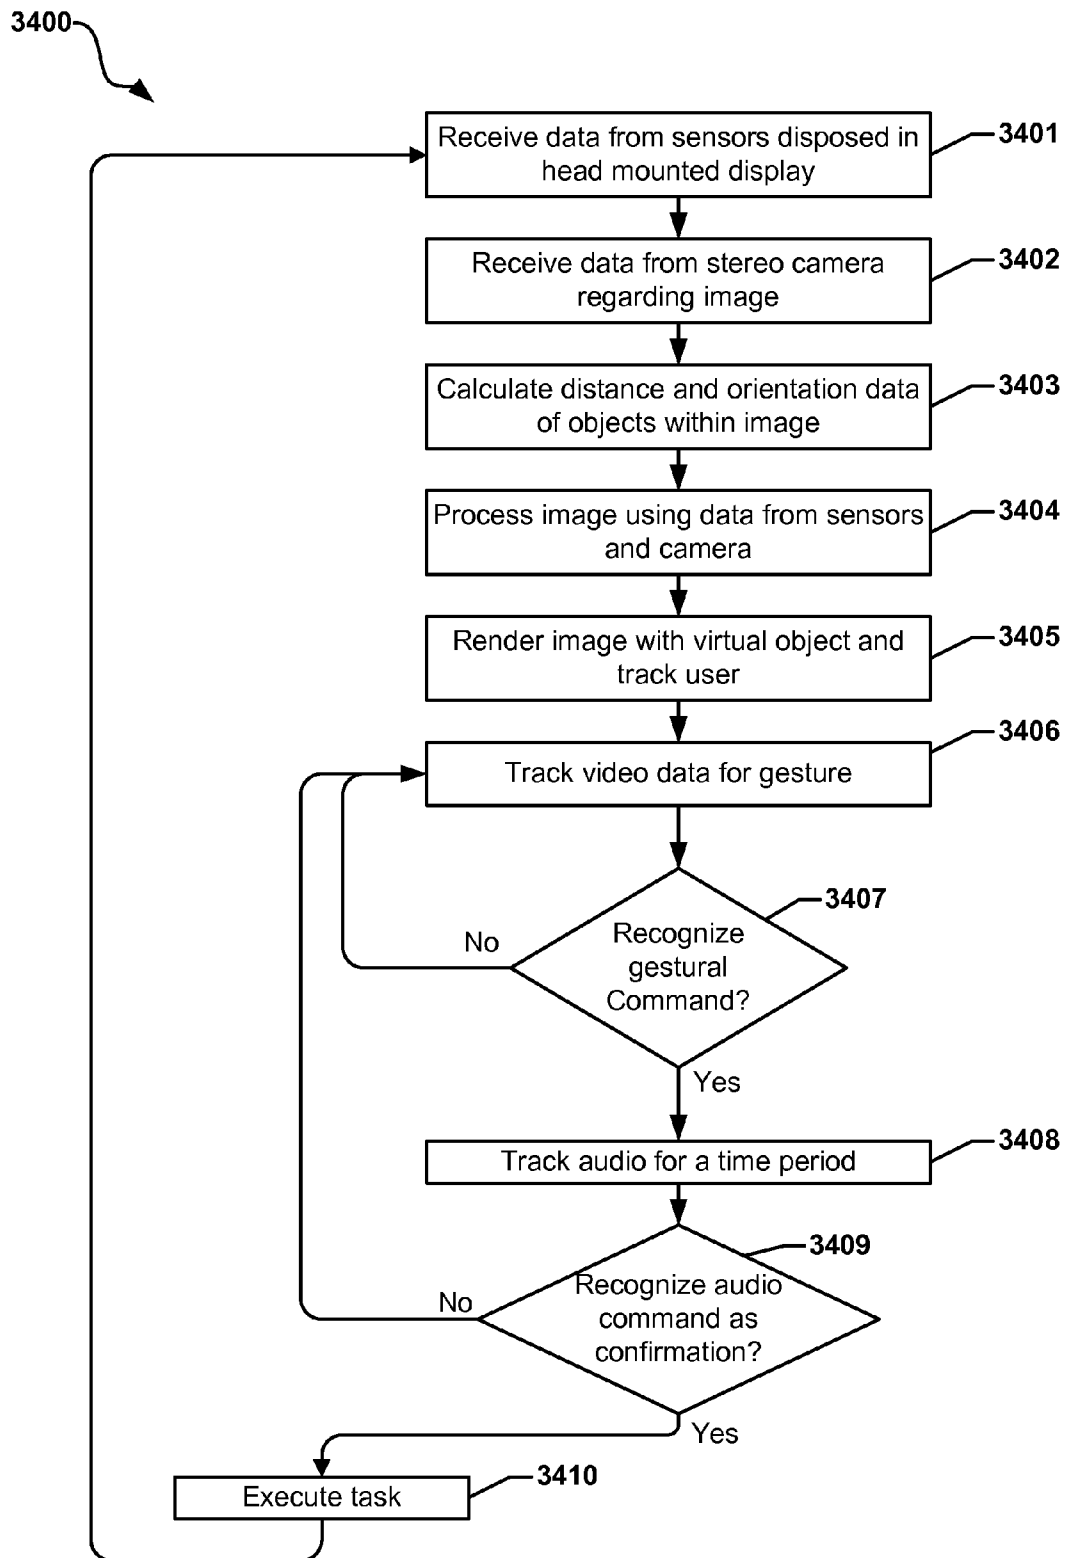 3400
Receive data from sensors disposed in
head mounted display
3401
Receive data from stereo camera
regarding image
3402
Calculate distance and orientation data
of objects within image
3403
Process image using data from sensors
and camera
3404
Render image with virtual object and
track user
3405
3406
Track video data for gesture
3407
Recognize
gestural
Command?
No
Yes
Track audio for a time period
3408
3409
Recognize audio
command as
confirmation?
No
Yes
Execute task
3410